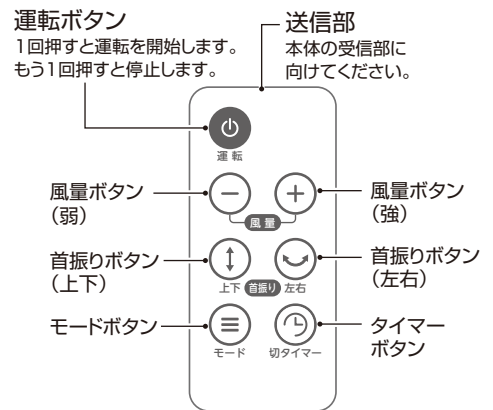 運転ボタン
1回押すと運転を開始します。
もう1回押すと停止します。
送信部
本体の受信部に
向けてください。
運転
風量ボタン
（弱）
風量
風量ボタン
（強）
首振りボタン
（上下）
上下 首振り 左右
首振りボタン
（左右）
モードボタン
モード
切タイマー
タイマー
ボタン